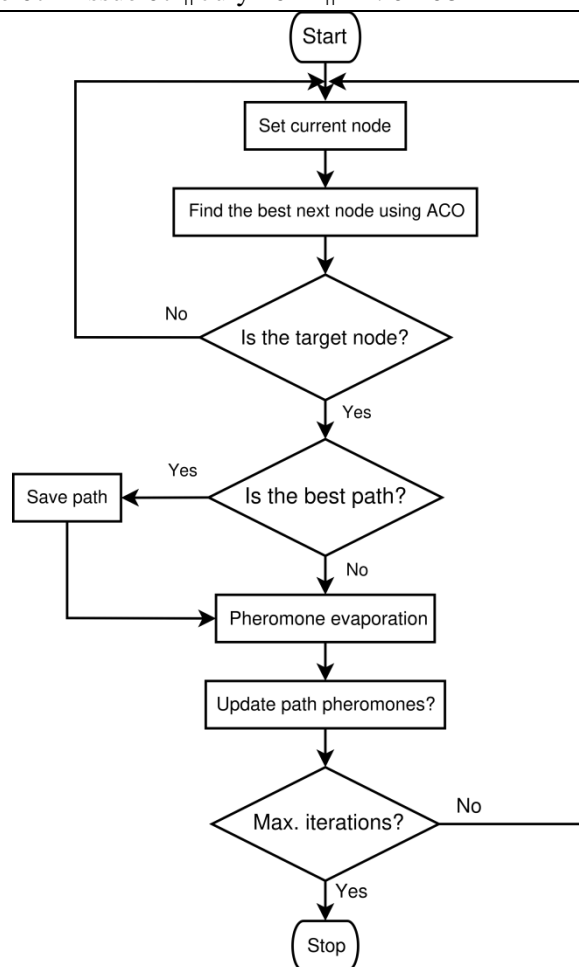 Start
Set current node
Find the best next node using ACO
No
Is the target node?
Yes
Yes
Is the best path?
Save path
No
Pheromone evaporation
Update path pheromones?
No
Max. iterations?
Yes
Stop